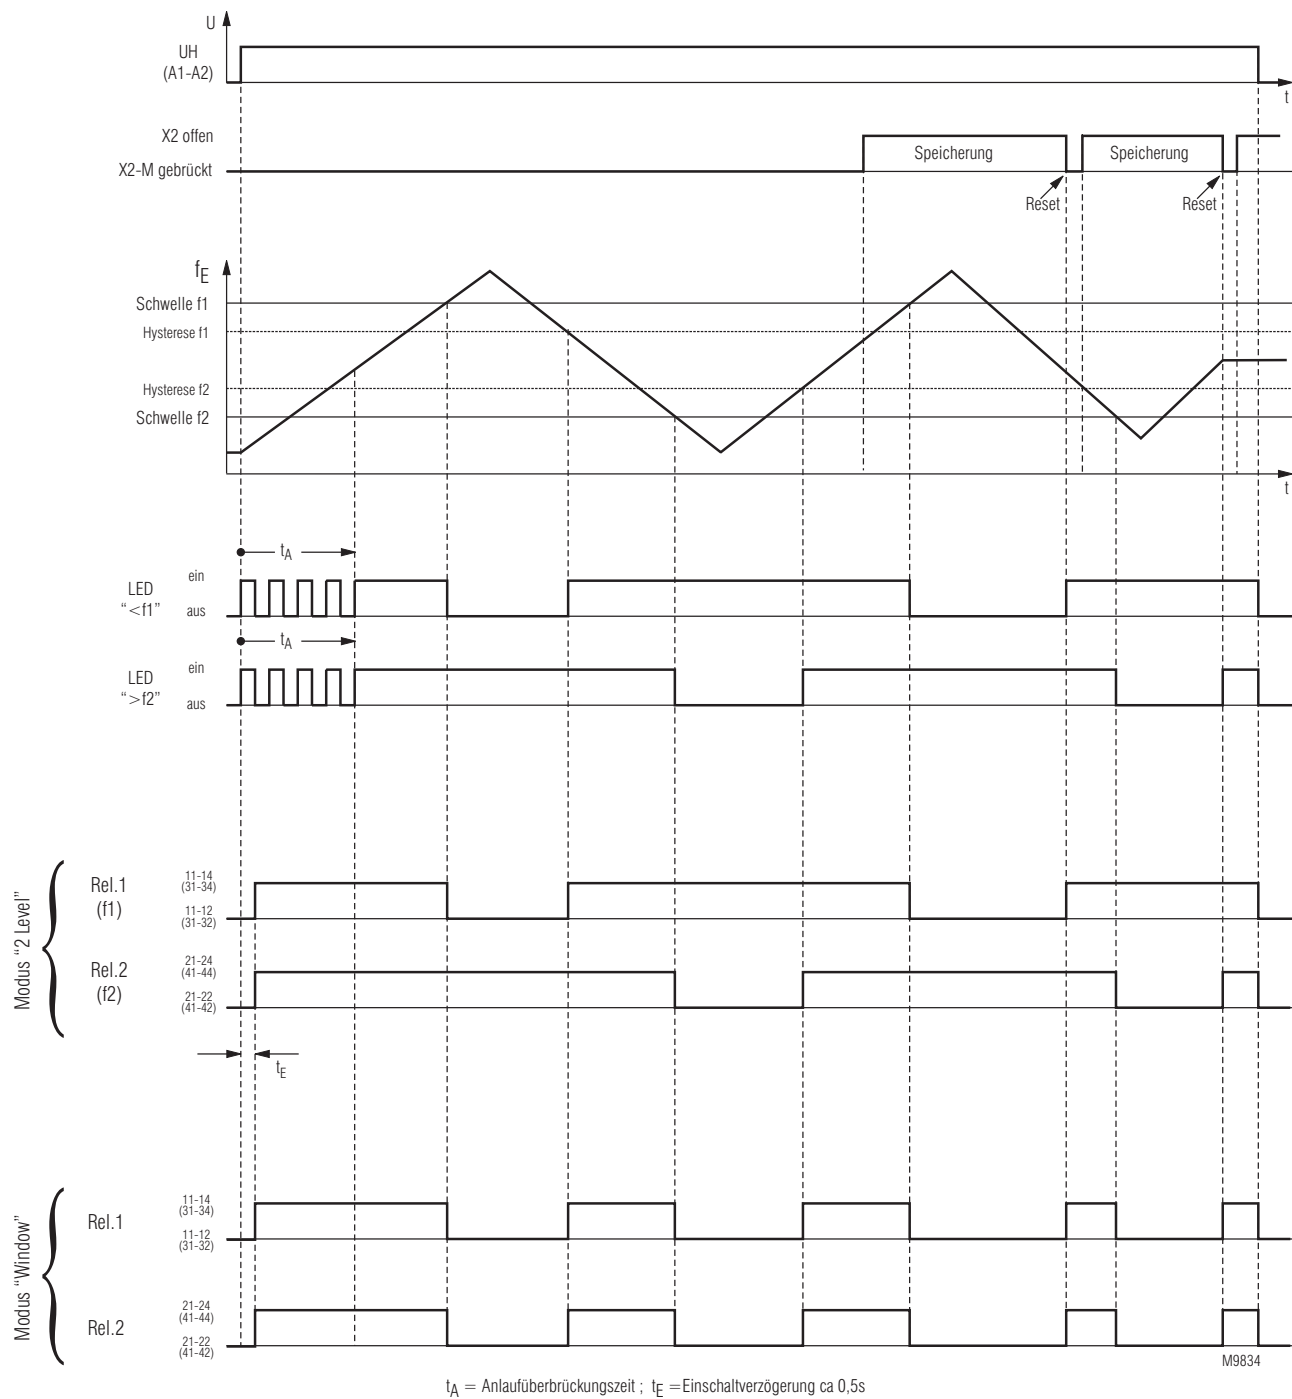 U
UH
(A1-A2)
t
X2 offen
X2-M gebrückt
Speicherung
Speicherung
Reset
Reset
fE
Schwelle f1
Hysterese f1
Hysterese f2
Schwelle f2
t
tA
LED
“<f1”
ein
aus
tA
LED
“>f2”
ein
aus
Modus “2 Level”
Rel.1
(f1)
11-14
(31-34)
11-12
(31-32)
Rel.2
(f2)
21-24
(41-44)
21-22
(41-42)
tE
Modus “Window”
Rel.1
11-14
(31-34)
11-12
(31-32)
Rel.2
21-24
(41-44)
21-22
(41-42)
M9834
tA = Anlaufüberbrückungszeit ; tE =Einschaltverzögerung ca 0,5s